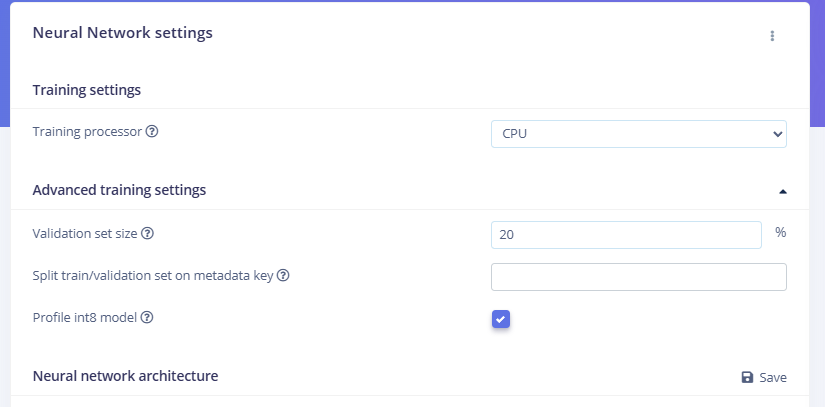 Neural Network settings
Training settings
Training processor
CPU
Advanced training settings
Validation set size
20
%
Split train/validation set on metadata key
Profile int8 model
Neural network architecture
Save